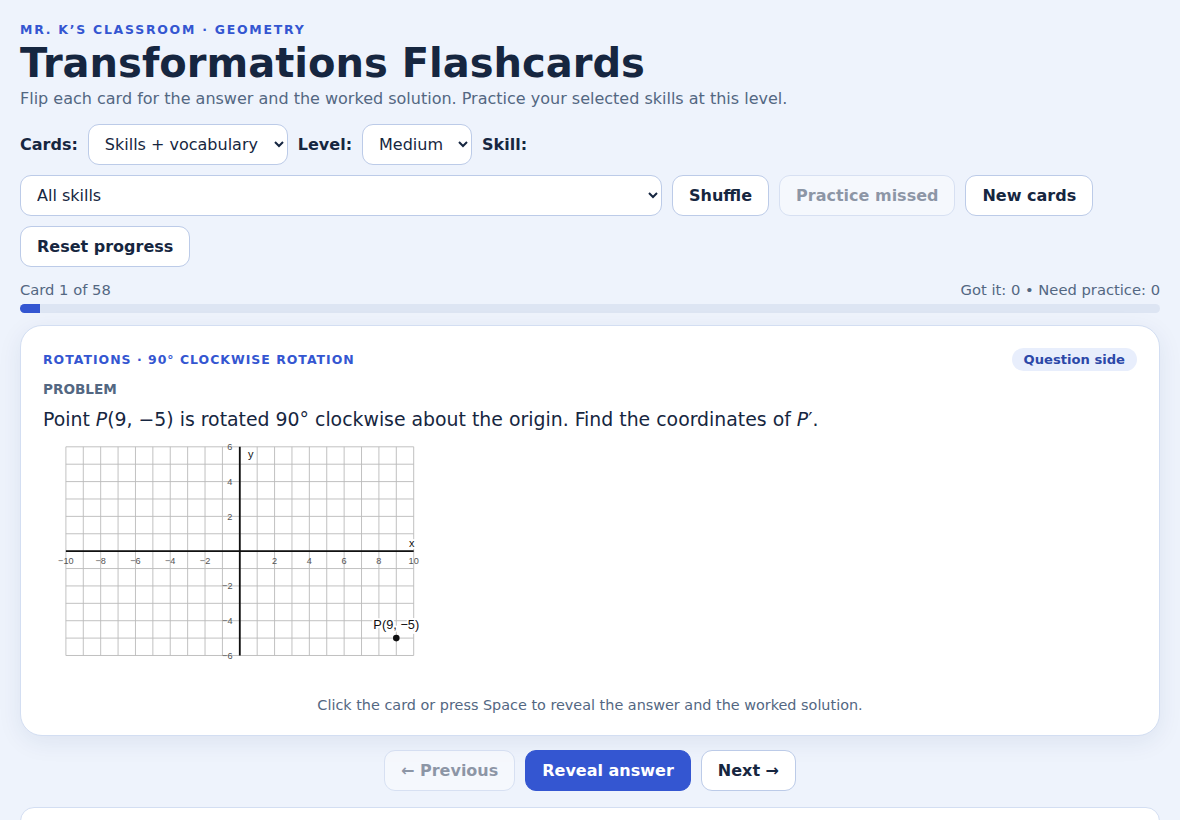 MR. K'S CLASSROOM · GEOMETRY
Transformations Flashcards
Flip each card for the answer and the worked solution. Practice your selected skills at this level.
Cards: Skills + vocabulary Level: Medium Skill:
All skills Shuffle Practice missed New cards
Reset progress
Card 1 of 58 Got it: 0 • Need practice: 0
ROTATIONS · 90° CLOCKWISE ROTATION Question side
PROBLEM
Point P(9, −5) is rotated 90° clockwise about the origin. Find the coordinates of P′.
6
y
4
2
x
−10 −8 −6 −4 −2 2 4 6 8 10
−2
−4 P(9, −5)
−6
Click the card or press Space to reveal the answer and the worked solution.
← Previous Reveal answer Next →